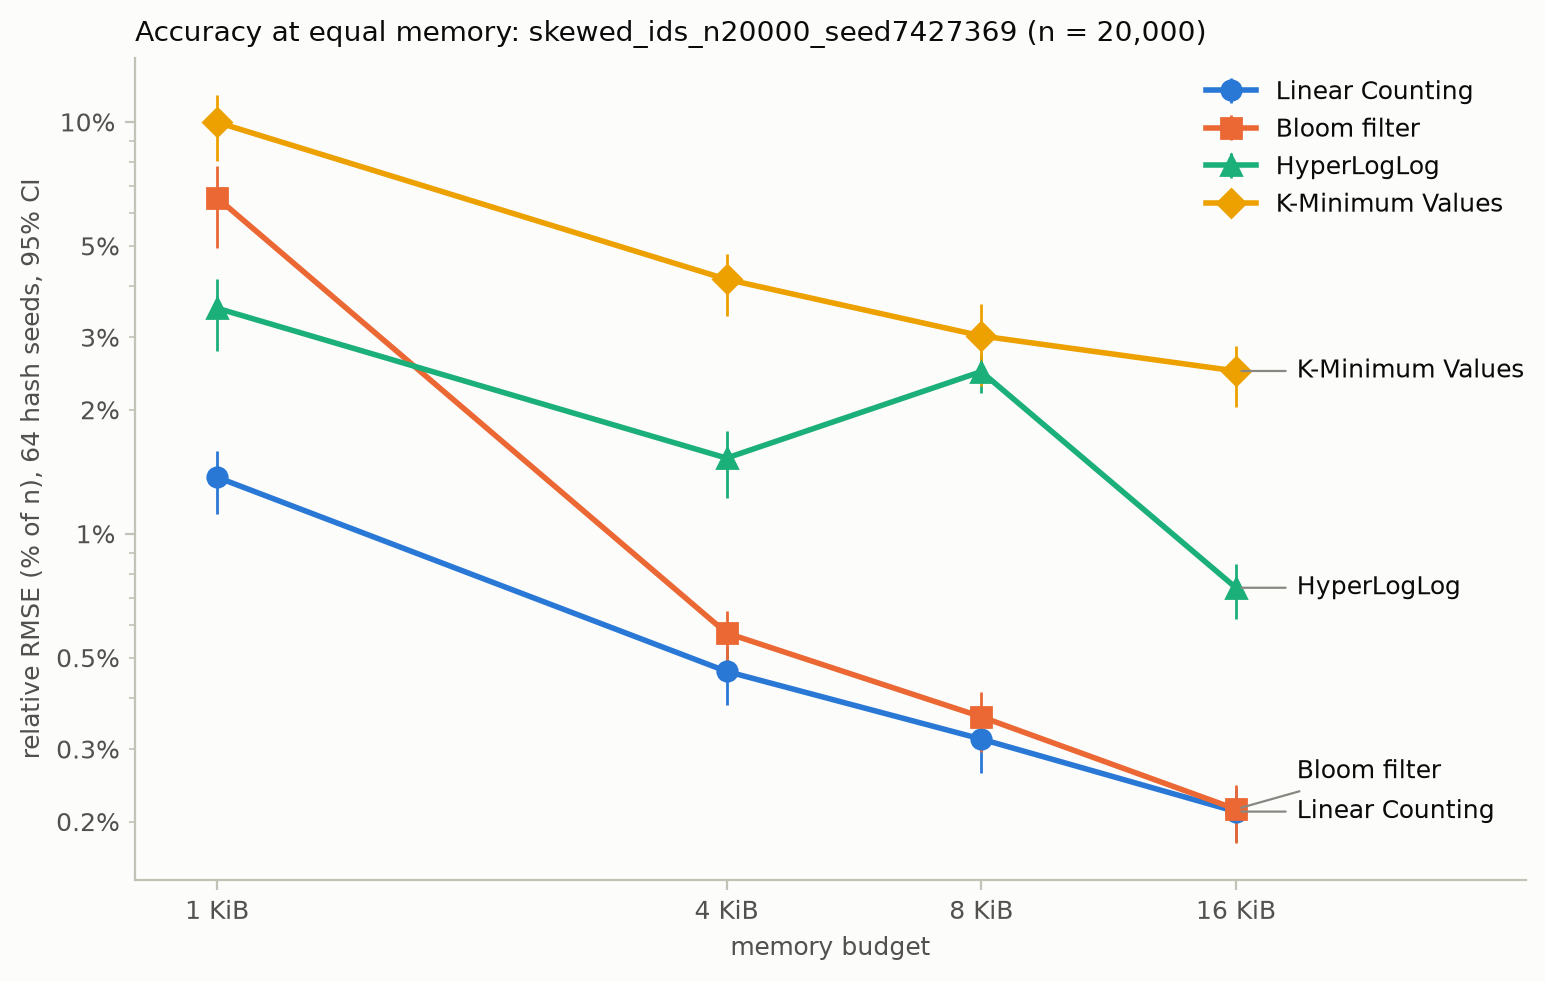 Accuracy at equal memory: skewed_ids_n20000_seed7427369 (n = 20,000)
Linear Counting
Bloom filter
HyperLogLog
K-Minimum Values
relative RMSE (% of n), 64 hash seeds, 95% CI
10%
5%
3%
2%
1%
0.5%
0.3%
0.2%
K-Minimum Values
HyperLogLog
Bloom filter
Linear Counting
1 KiB
4 KiB
8 KiB
16 KiB
memory budget